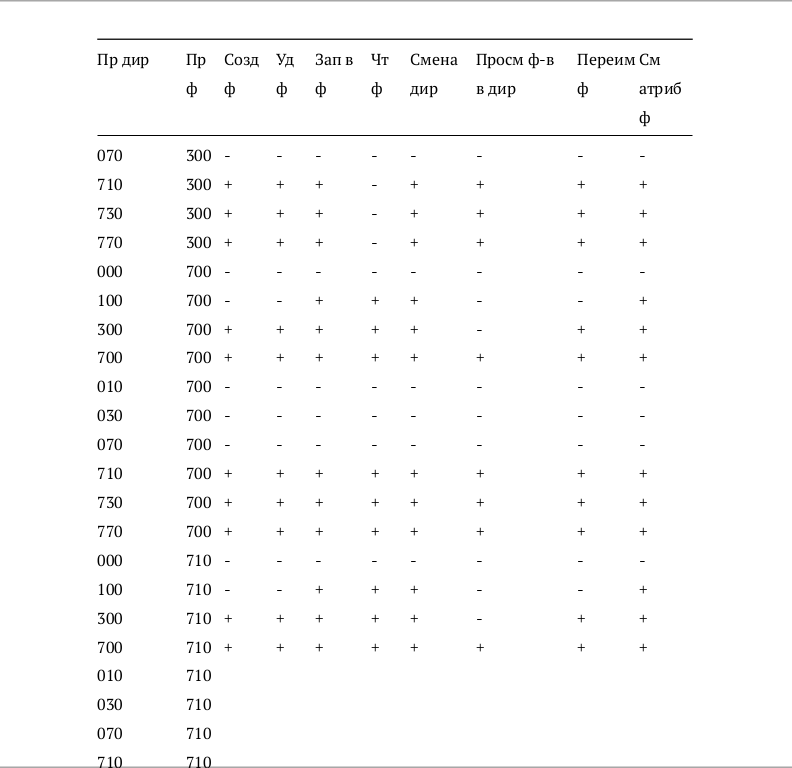 Пр дир Пр Созд Уд Зап в Чт Смена Просм ф-в Переим См
ф ф ф ф ф дир в дир ф атриб
ф
070 300 - - - - - - - -
710 300 + + + - + + + +
730 300 + + + - + + + +
770 300 + + + - + + + +
000 700 - - - - - - - -
100 700 - - + + + - - +
300 700 + + + + + - + +
700 700 + + + + + + + +
010 700 - - - - - - - -
030 700 - - - - - - - -
070 700 - - - - - - - -
710 700 + + + + + + + +
730 700 + + + + + + + +
770 700 + + + + + + + +
000 710 - - - - - - - -
100 710 - - + + + - - +
300 710 + + + + + - + +
700 710 + + + + + + + +
010 710
030 710
070 710
710 710